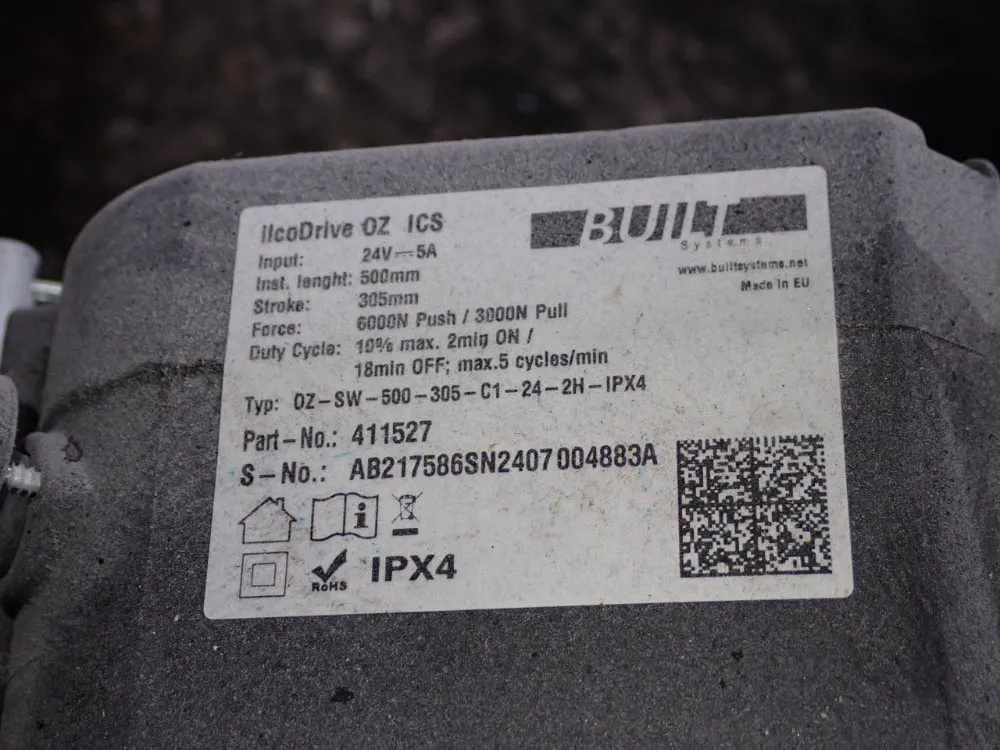 ilcoDrive OZ ICS
Input: 24V⎓5A
Inst. lenght: 500mm
Stroke: 305mm
Force: 6000N Push / 3000N Pull
Duty Cycle: 10% max. 2min ON /
18min OFF; max.5 cycles/min
Typ: OZ-SW-500-305-C1-24-2H-IPX4
Part-No.: 411527
S-No.: AB217586SN2407004883A
BUILT
Systems
www.builtsystems.net
Made in EU
i
RoHS
IPX4